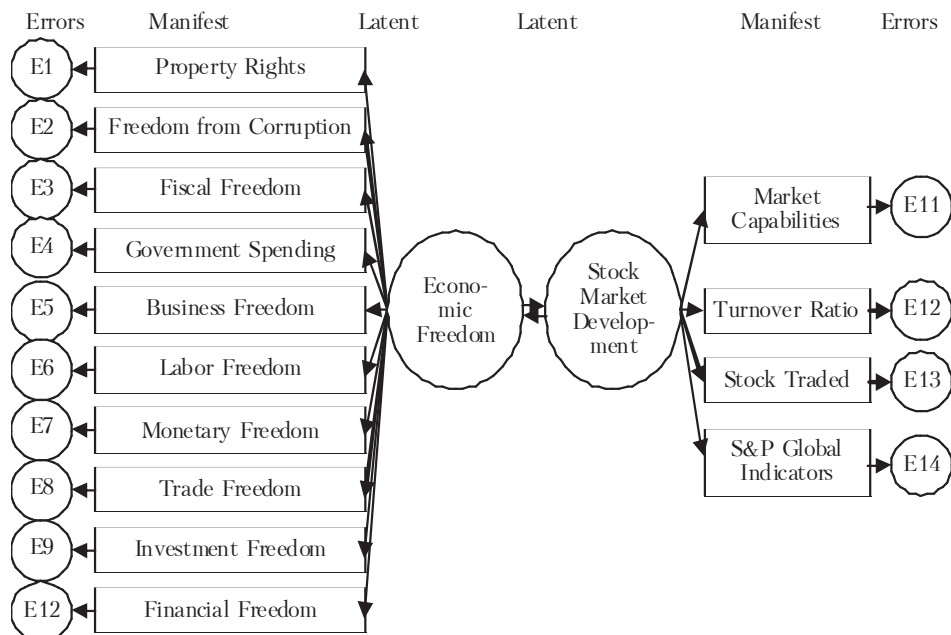 Errors Manifest Latent Latent Manifest Errors
E1 Property Rights
E2 Freedom from Corruption
E3 Fiscal Freedom
E4 Government Spending
E5 Business Freedom
E6 Labor Freedom
E7 Monetary Freedom
E8 Trade Freedom
E9 Investment Freedom
E12 Financial Freedom
Econo-
mic
Freedom
Stock
Market
Develop-
ment
Market
Capabilities
E11
Turnover Ratio E12
Stock Traded E13
S&P Global
Indicators
E14